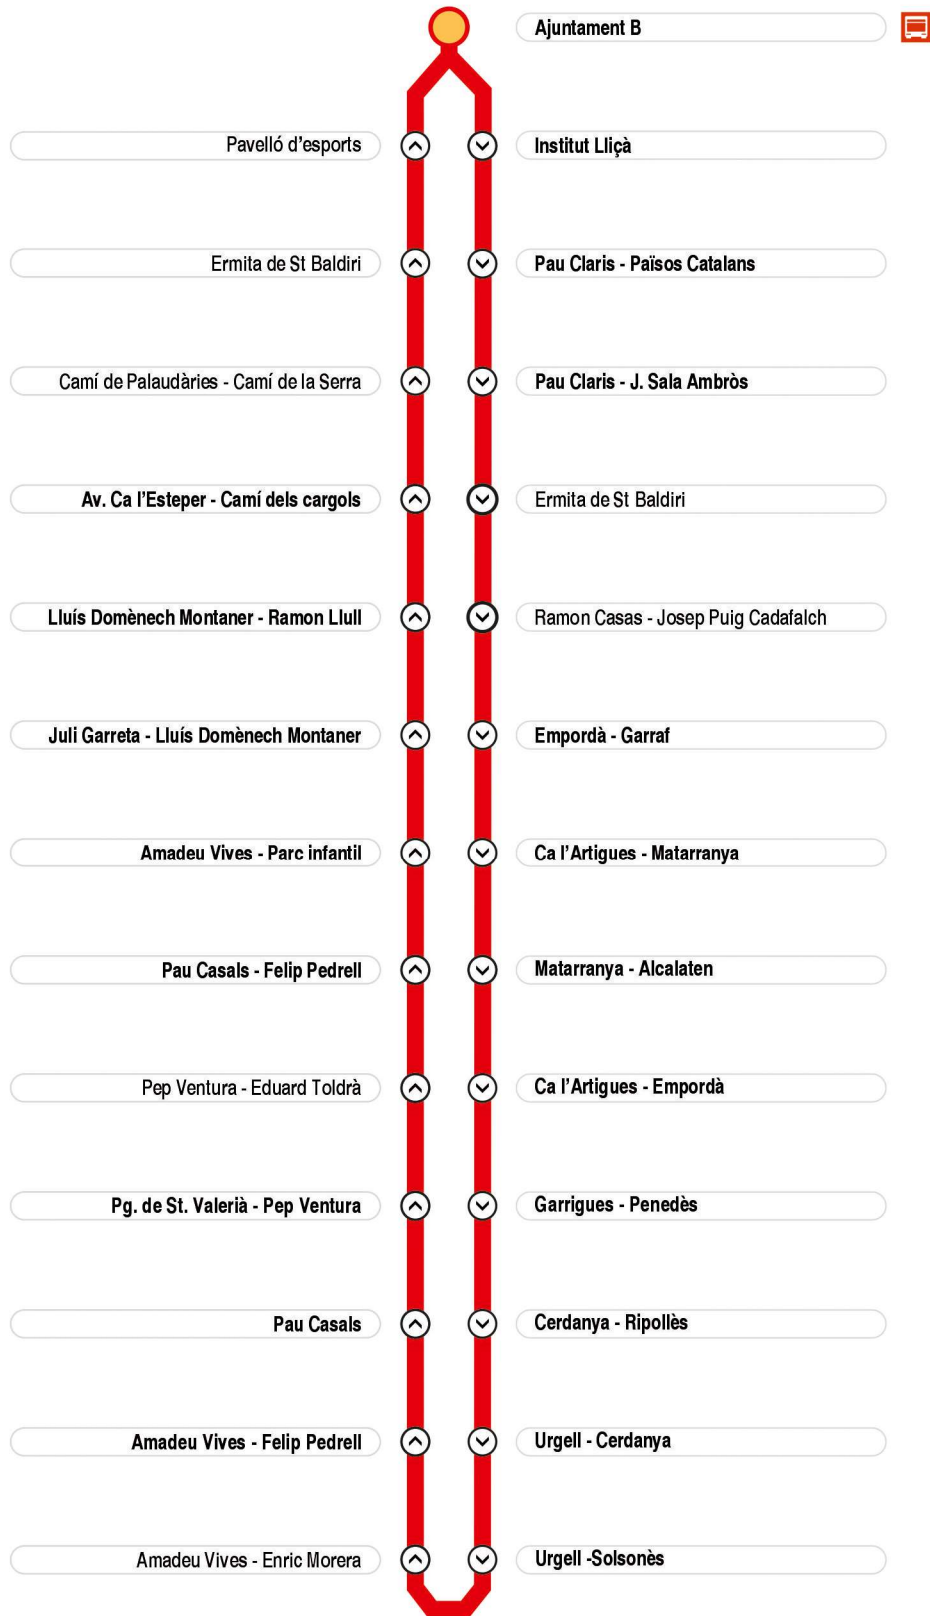 Ajuntament B
Pavelló d'esports
Institut Lliçà
Ermita de St Baldiri
Pau Claris - Països Catalans
Camí de Palaudàries - Camí de la Serra
Pau Claris - J. Sala Ambròs
Av. Ca l'Esteper - Camí dels cargols
Ermita de St Baldiri
Lluís Domènech Montaner - Ramon Llull
Ramon Casas - Josep Puig Cadafalch
Juli Garreta - Lluís Domènech Montaner
Empordà - Garraf
Amadeu Vives - Parc infantil
Ca l'Artigues - Matarranya
Pau Casals - Felip Pedrell
Matarranya - Alcalaten
Pep Ventura - Eduard Toldrà
Ca l'Artigues - Empordà
Pg. de St. Valerià - Pep Ventura
Garrigues - Penedès
Pau Casals
Cerdanya - Ripollès
Amadeu Vives - Felip Pedrell
Urgell - Cerdanya
Amadeu Vives - Enric Morera
Urgell -Solsonès